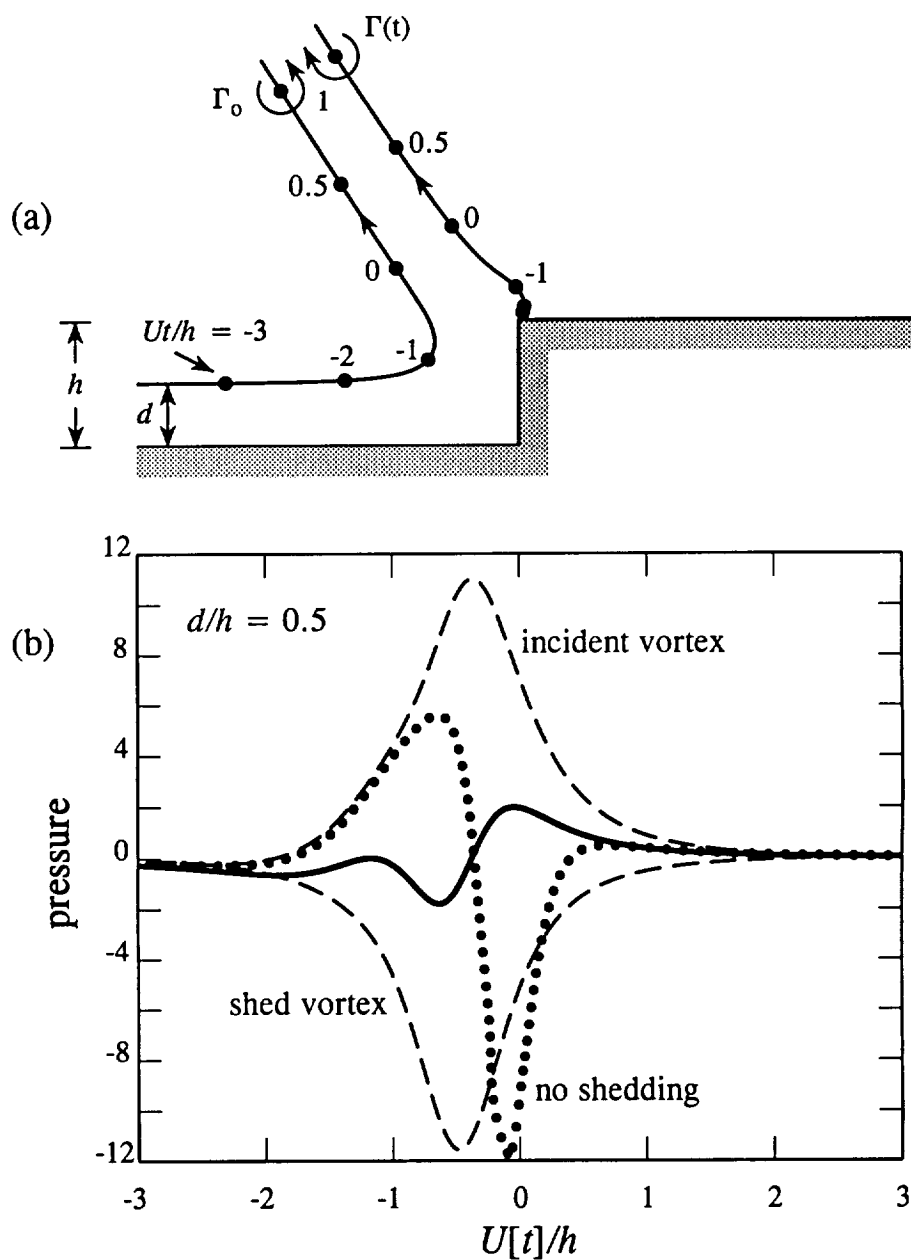 (a)
Γ(t)
Γo
1
0.5
0.5
0
0
-1
Ut/h = -3
-2
-1
h
d
(b)
12
8
4
0
-4
-8
-12
pressure
d/h = 0.5
incident vortex
shed vortex
no shedding
-3
-2
-1
0
1
2
3
U[t]/h